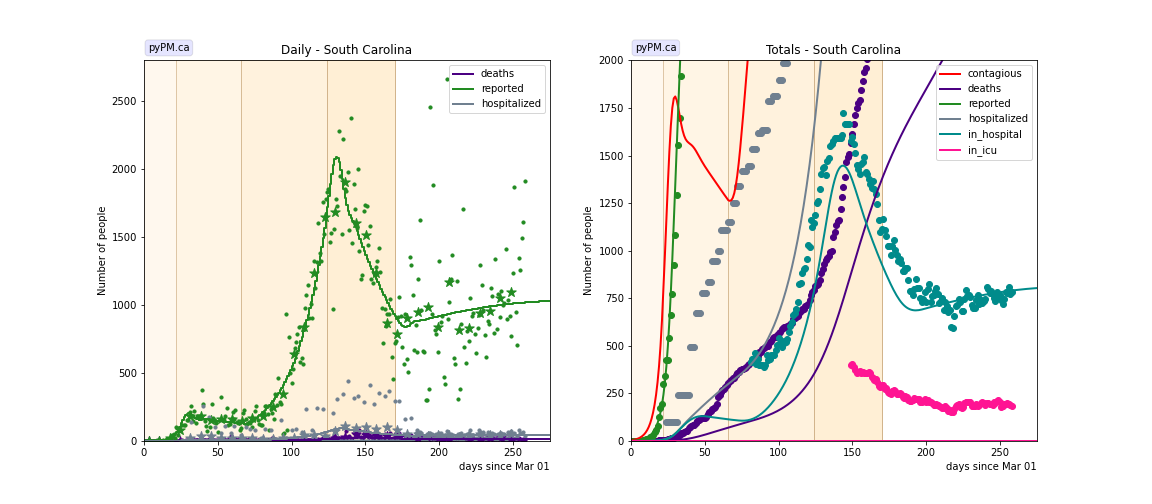 pyPM.ca
Daily - South Carolina
deaths
reported
hospitalized
Number of people
2500
2000
1500
1000
500
0
0
50
100
150
200
250
days since Mar 01
pyPM.ca
Totals - South Carolina
contagious
deaths
reported
hospitalized
in_hospital
in_icu
Number of people
2000
1750
1500
1250
1000
750
500
250
0
0
50
100
150
200
250
days since Mar 01